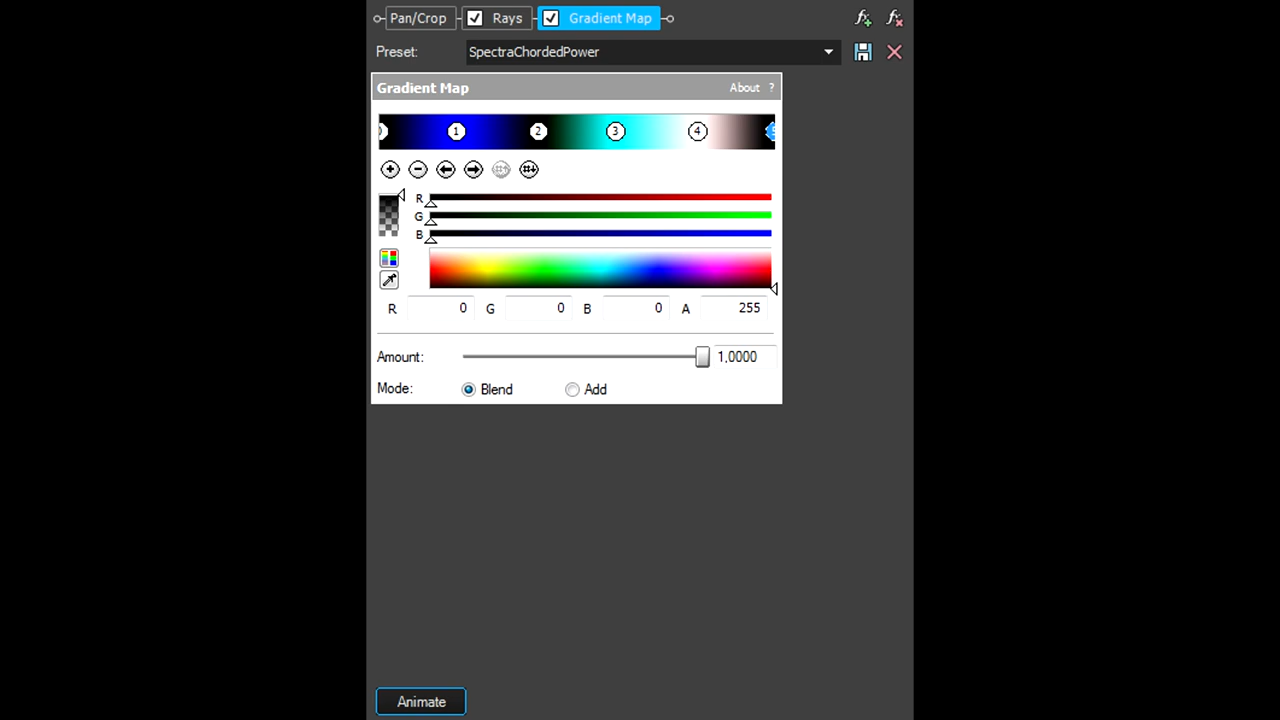 Pan/Crop Rays Gradient Map
Preset: SpectraChordedPower
Gradient Map About ?
1 2 3 4
R
G
B
R 0 G 0 B 0 A 255
Amount: 1,0000
Mode: Blend Add
Animate